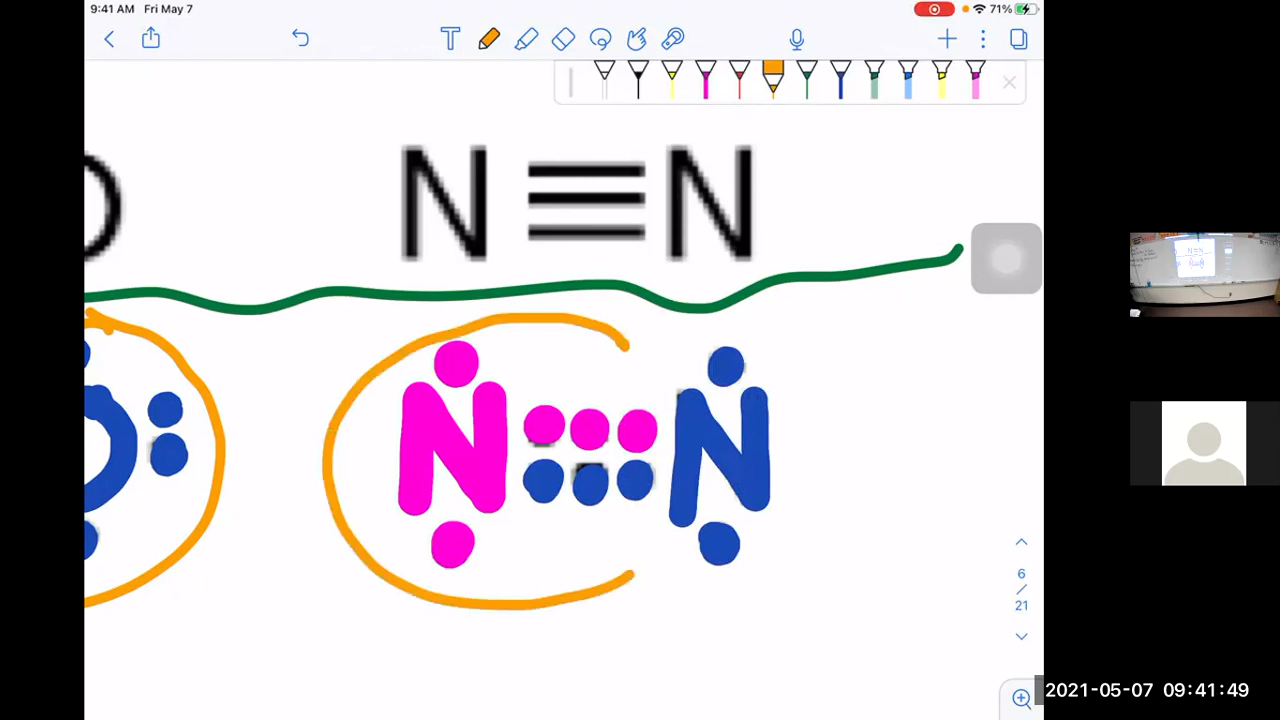 9:41 AM Fri May 7
71%
T
N ≡ N
N N
6
/
21
2021-05-07 09:41:49